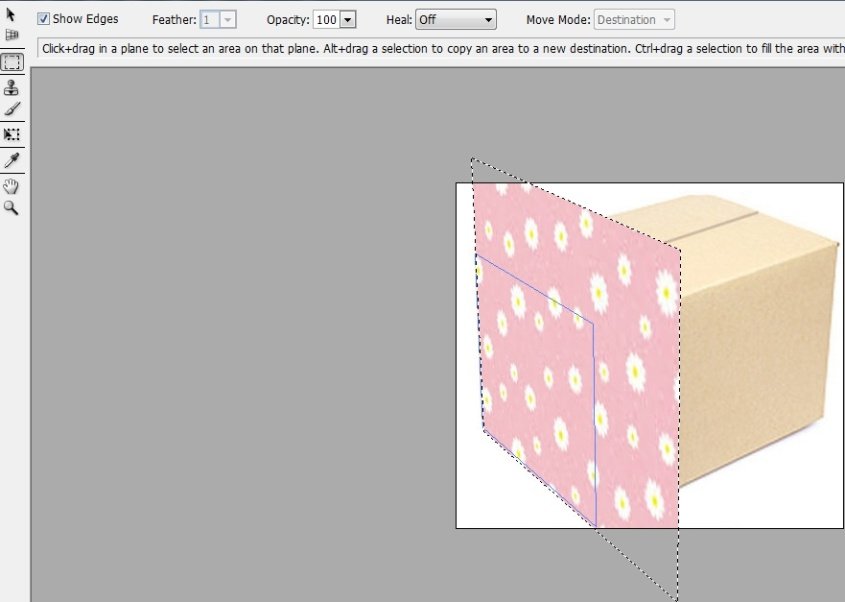 Show Edges Feather: 1 Opacity: 100 Heal: Off Move Mode: Destination
Click+drag in a plane to select an area on that plane. Alt+drag a selection to copy an area to a new destination. Ctrl+drag a selection to fill the area with